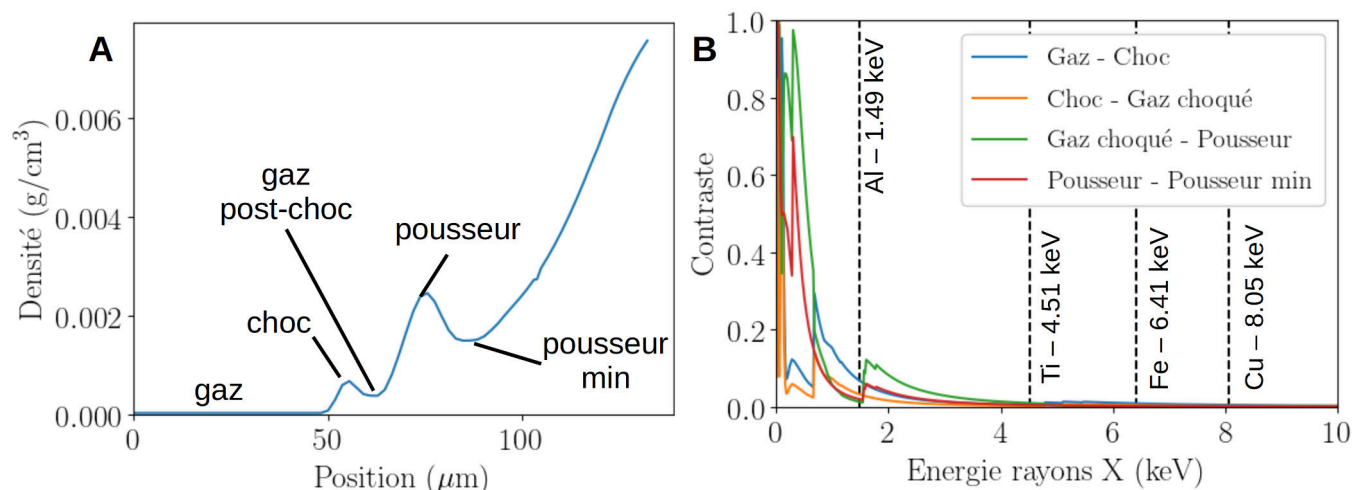 A
Densité (g/cm³)
0.006
0.004
0.002
0.000
gaz
post-choc
pousseur
choc
pousseur
min
gaz
0
50
100
Position (μm)
B
Contraste
1.0
0.8
0.6
0.4
0.2
0.0
Gaz - Choc
Choc - Gaz choqué
Gaz choqué - Pousseur
Pousseur - Pousseur min
Al – 1.49 keV
Ti – 4.51 keV
Fe – 6.41 keV
Cu – 8.05 keV
0
2
4
6
8
10
Energie rayons X (keV)